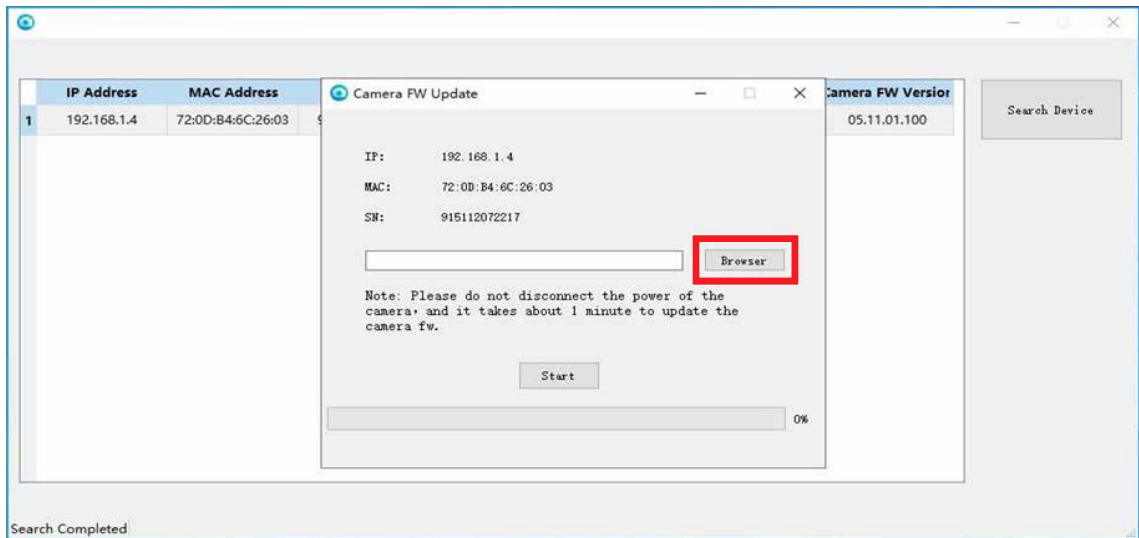 IP Address MAC Address Camera FW Version
1 192.168.1.4 72:0D:B4:6C:26:03 05.11.01.100
Search Device
Camera FW Update
IP: 192.168.1.4
MAC: 72:0D:B4:6C:26:03
SN: 915112072217
Browser
Note: Please do not disconnect the power of the
camera, and it takes about 1 minute to update the
camera fw.
Start
0%
Search Completed